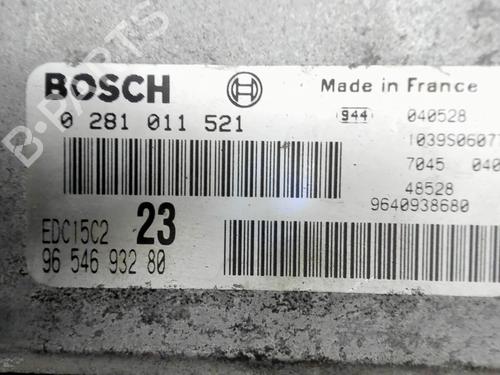 B-PARTS
BOSCH
Made in France
0 281 011 521
944
040528
1039S0607
7045 040
48528
9640938680
EDC15C2 23
96 546 932 80